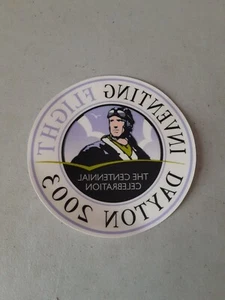 INVENTING FLIGHT
THE CENTENNIAL
CELEBRATION
DAYTON 2003